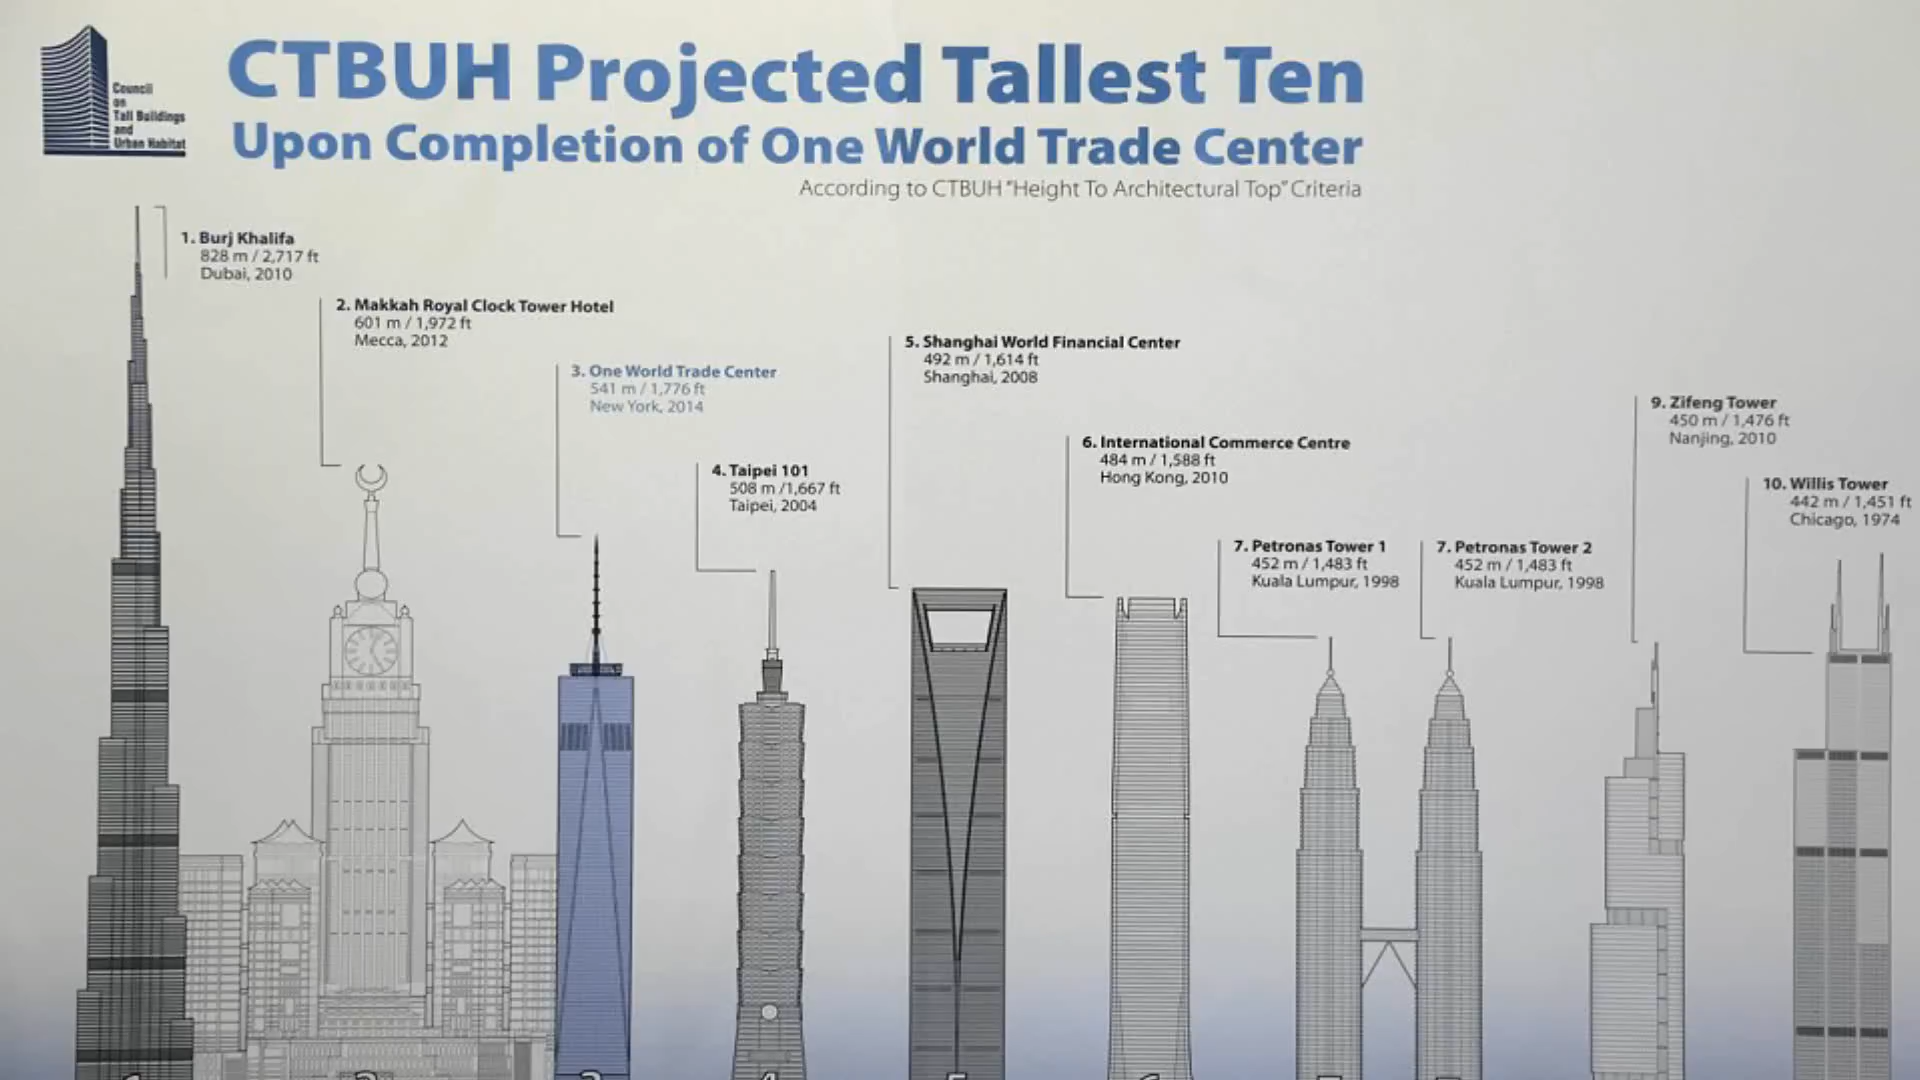 Council
on
Tall Buildings
and
Urban Habitat
CTBUH Projected Tallest Ten
Upon Completion of One World Trade Center
According to CTBUH "Height To Architectural Top" Criteria
1. Burj Khalifa
828 m / 2,717 ft
Dubai, 2010
2. Makkah Royal Clock Tower Hotel
601 m / 1,972 ft
Mecca, 2012
3. One World Trade Center
541 m / 1,776 ft
New York, 2014
4. Taipei 101
508 m /1,667 ft
Taipei, 2004
5. Shanghai World Financial Center
492 m / 1,614 ft
Shanghai, 2008
6. International Commerce Centre
484 m / 1,588 ft
Hong Kong, 2010
7. Petronas Tower 1
452 m / 1,483 ft
Kuala Lumpur, 1998
7. Petronas Tower 2
452 m / 1,483 ft
Kuala Lumpur, 1998
9. Zifeng Tower
450 m / 1,476 ft
Nanjing, 2010
10. Willis Tower
442 m / 1,451 ft
Chicago, 1974